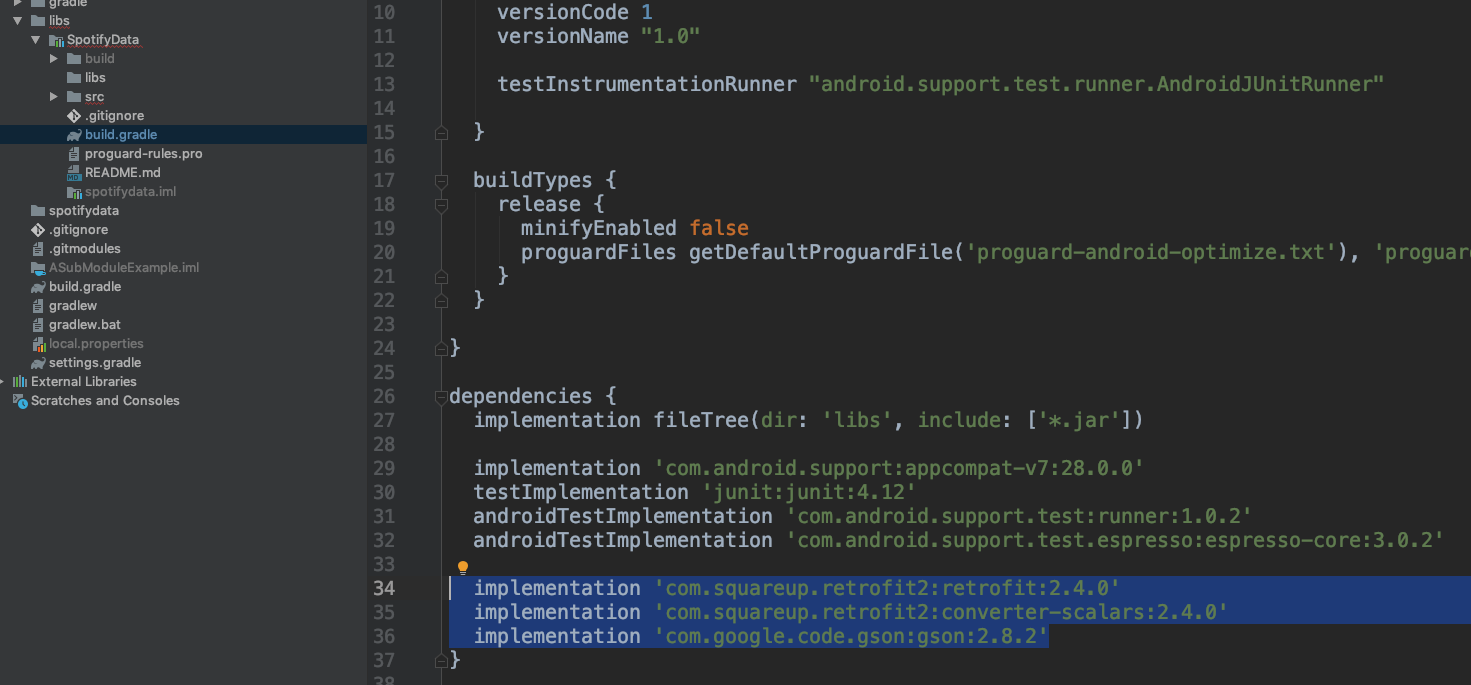 gradle
libs
SpotifyData
build
libs
src
.gitignore
build.gradle
proguard-rules.pro
README.md
spotifydata.iml
spotifydata
.gitignore
.gitmodules
ASubModuleExample.iml
build.gradle
gradlew
gradlew.bat
local.properties
settings.gradle
External Libraries
Scratches and Consoles
10 versionCode 1
11 versionName "1.0"
12
13 testInstrumentationRunner "android.support.test.runner.AndroidJUnitRunner"
14
15 }
16
17 buildTypes {
18 release {
19 minifyEnabled false
20 proguardFiles getDefaultProguardFile('proguard-android-optimize.txt'), 'proguar
21 }
22 }
23
24 }
25
26 dependencies {
27 implementation fileTree(dir: 'libs', include: ['*.jar'])
28
29 implementation 'com.android.support:appcompat-v7:28.0.0'
30 testImplementation 'junit:junit:4.12'
31 androidTestImplementation 'com.android.support.test:runner:1.0.2'
32 androidTestImplementation 'com.android.support.test.espresso:espresso-core:3.0.2'
33
34 implementation 'com.squareup.retrofit2:retrofit:2.4.0'
35 implementation 'com.squareup.retrofit2:converter-scalars:2.4.0'
36 implementation 'com.google.code.gson:gson:2.8.2'
37 }
38